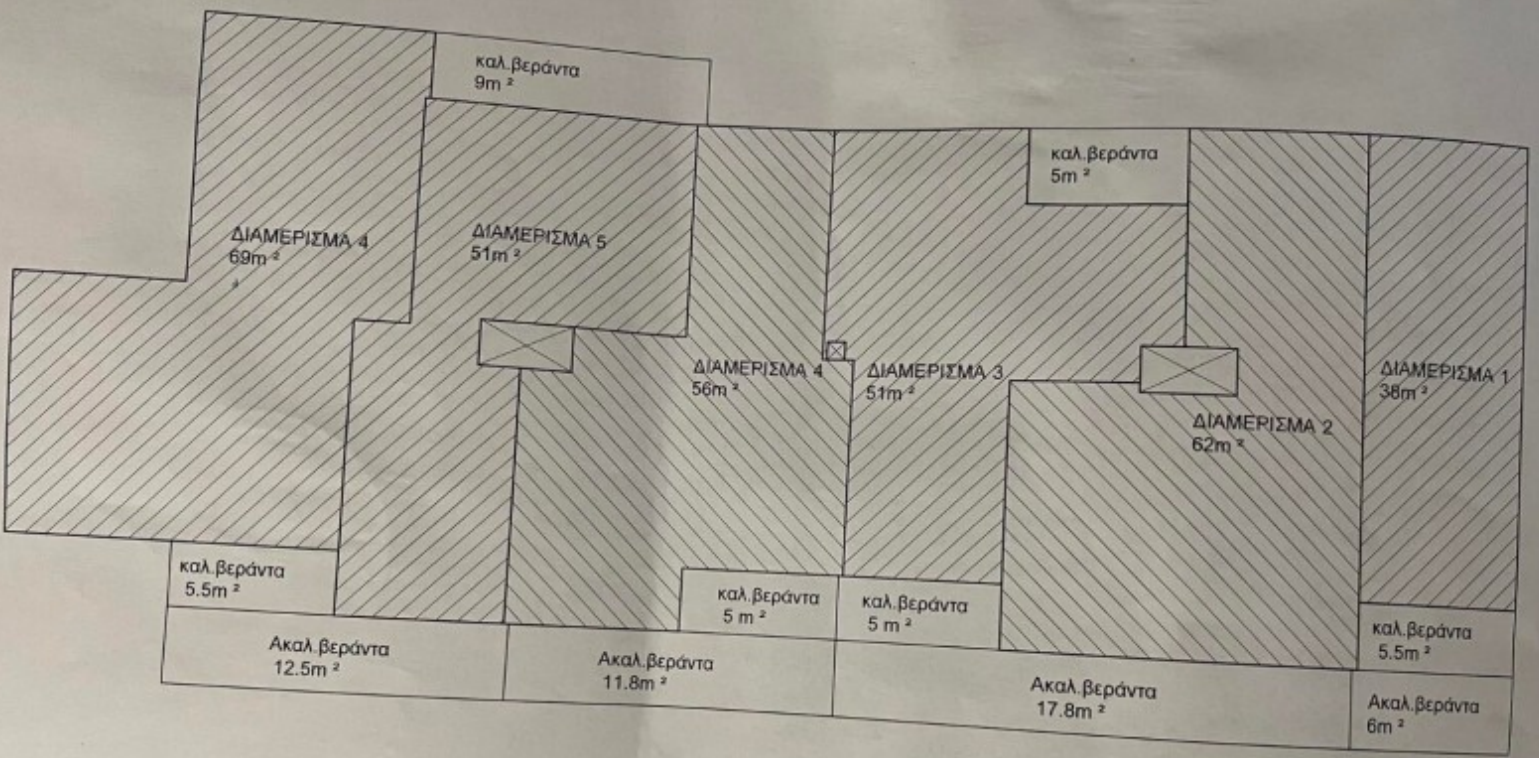 καλ.βεράντα
9m ²
καλ.βεράντα
5m ²
ΔΙΑΜΕΡΙΣΜΑ 4
69m ²
ΔΙΑΜΕΡΙΣΜΑ 5
51m ²
ΔΙΑΜΕΡΙΣΜΑ 4
56m ²
ΔΙΑΜΕΡΙΣΜΑ 3
51m ²
ΔΙΑΜΕΡΙΣΜΑ 2
62m ²
ΔΙΑΜΕΡΙΣΜΑ 1
38m ²
καλ.βεράντα
5.5m ²
καλ.βεράντα
5 m ²
καλ.βεράντα
5 m ²
καλ.βεράντα
5.5m ²
Ακαλ.βεράντα
12.5m ²
Ακαλ.βεράντα
11.8m ²
Ακαλ.βεράντα
17.8m ²
Ακαλ.βεράντα
6m ²